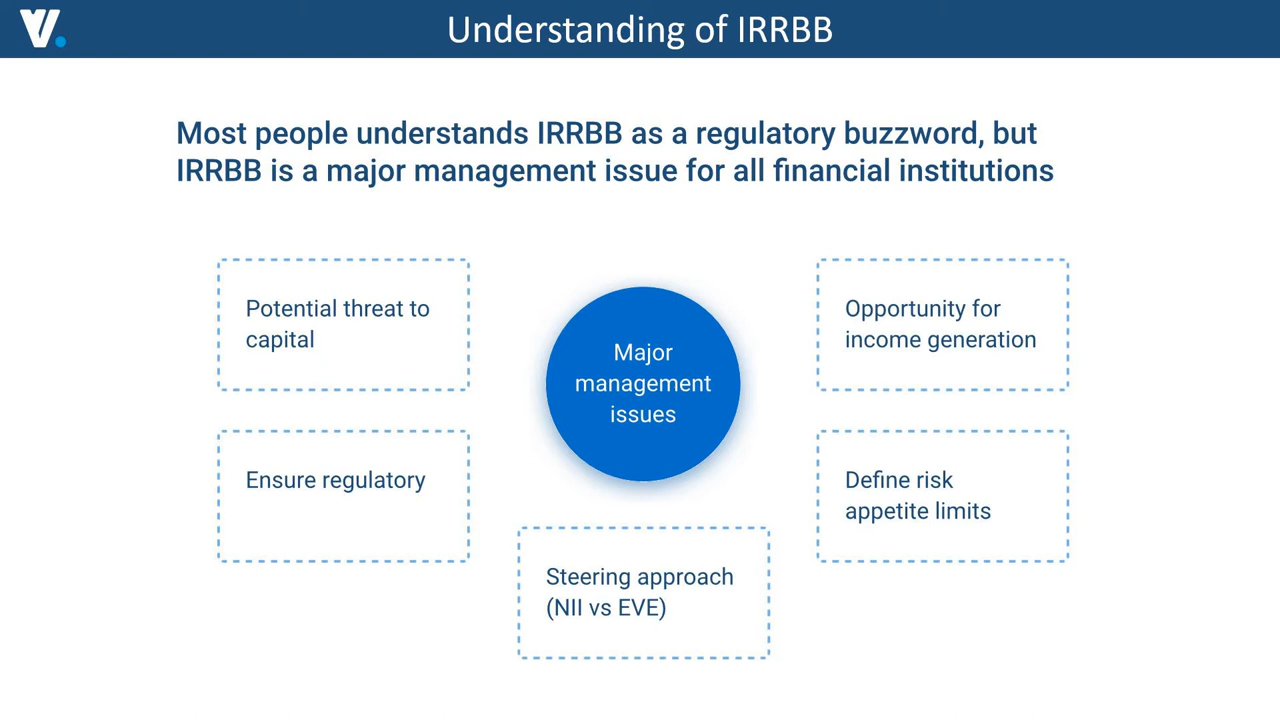 Understanding of IRRBB
Most people understands IRRBB as a regulatory buzzword, but
IRRBB is a major management issue for all financial institutions
Potential threat to
capital
Major
management
issues
Opportunity for
income generation
Ensure regulatory
Define risk
appetite limits
Steering approach
(NII vs EVE)